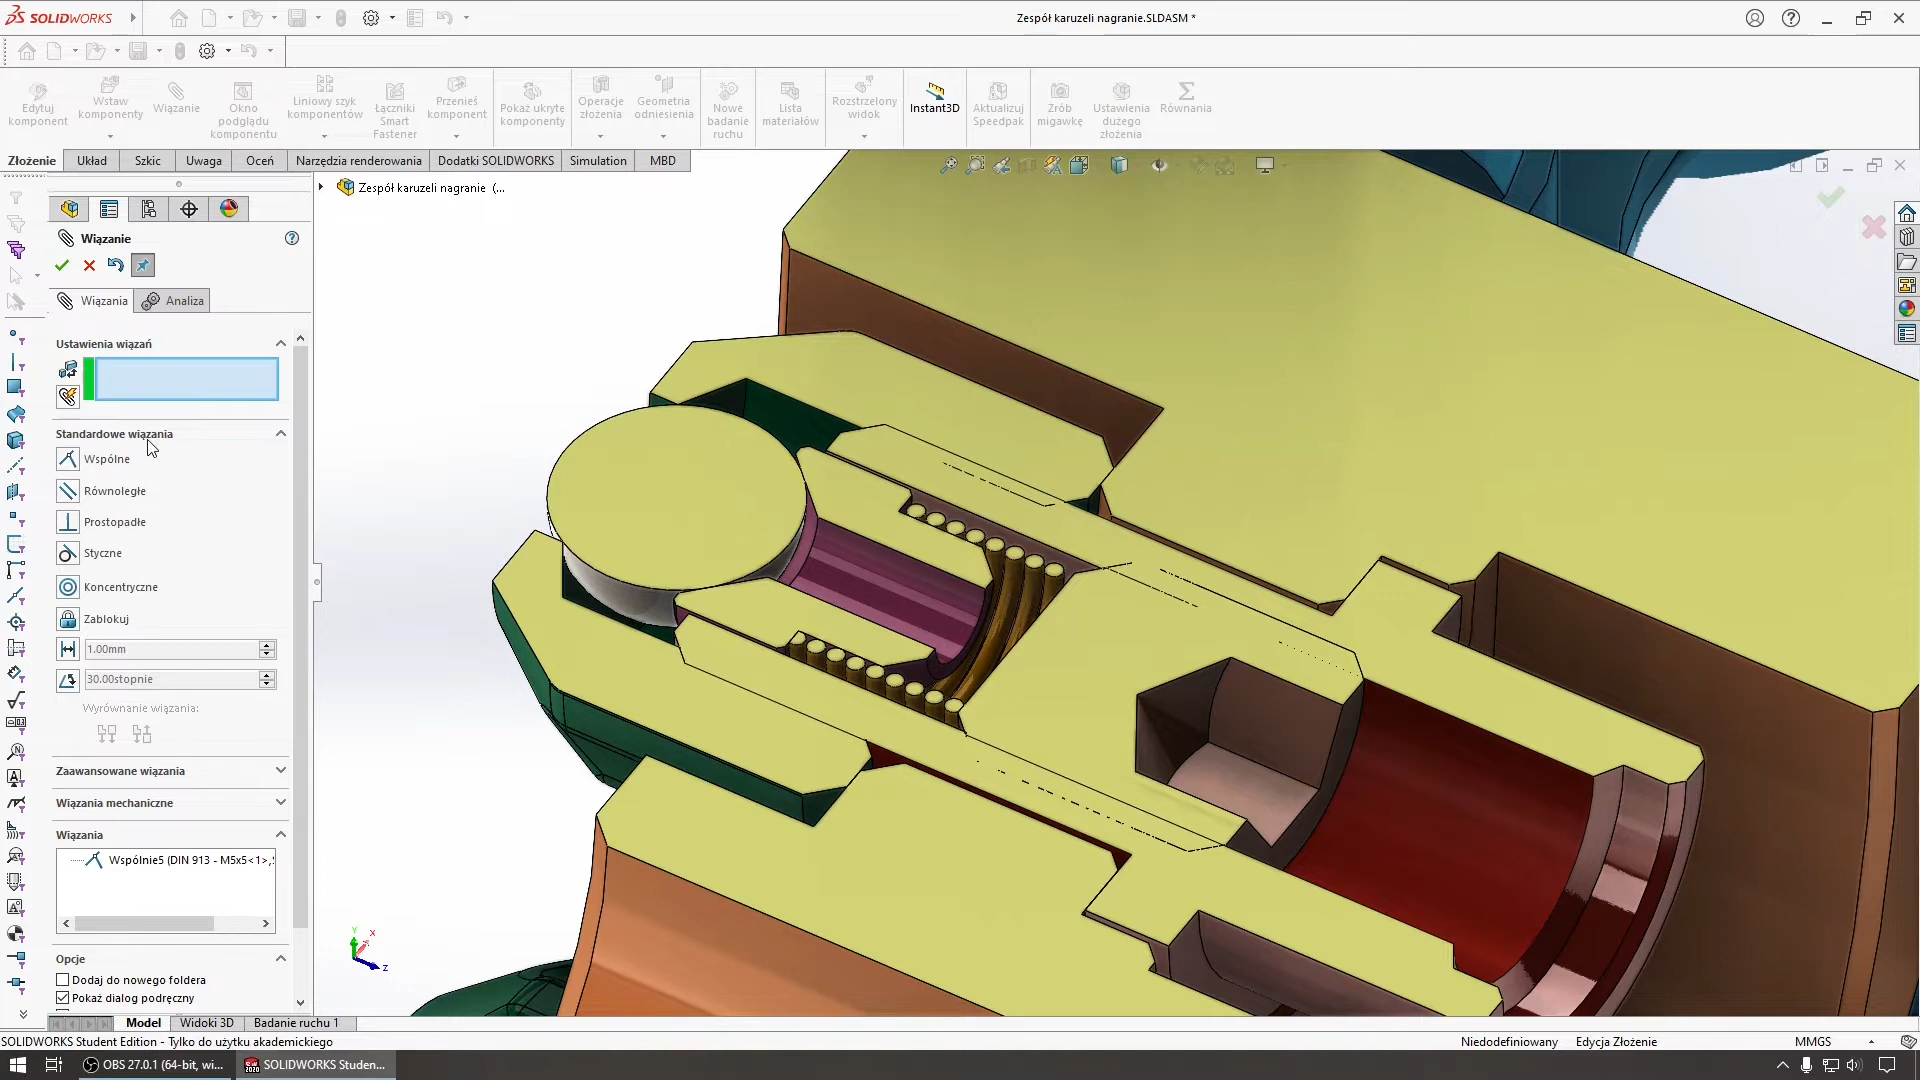 SOLIDWORKS
Zespół karuzeli nagranie.SLDASM *
Edytuj komponent
Wstaw komponenty
Wiązanie
Okno podglądu komponentu
Liniowy szyk komponentów
Łączniki Smart Fastener
Przenieś komponent
Pokaż ukryte komponenty
Operacje złożenia
Geometria odniesienia
Nowe badanie ruchu
Lista materiałów
Rozstrzelony widok
Instant3D
Aktualizuj Speedpak
Zrób migawkę
Ustawienia dużego złożenia
Równania
Złożenie
Układ
Szkic
Uwaga
Oceń
Narzędzia renderowania
Dodatki SOLIDWORKS
Simulation
MBD
Zespół karuzeli nagranie (...
Wiązanie
Wiązania
Analiza
Ustawienia wiązań
Standardowe wiązania
Wspólne
Równoległe
Prostopadłe
Styczne
Koncentryczne
Zablokuj
1.00mm
30.00stopnie
Wyrównanie wiązania:
Zaawansowane wiązania
Wiązania mechaniczne
Wiązania
Wspólnie5 (DIN 913 - M5x5<1>,
Opcje
Dodaj do nowego foldera
Pokaż dialog podręczny
Y
X
Z
Model
Widoki 3D
Badanie ruchu 1
SOLIDWORKS Student Edition - Tylko do użytku akademickiego
Niedodefiniowany
Edycja Złożenie
MMGS
OBS 27.0.1 (64-bit, wi...
SOLIDWORKS Studen...